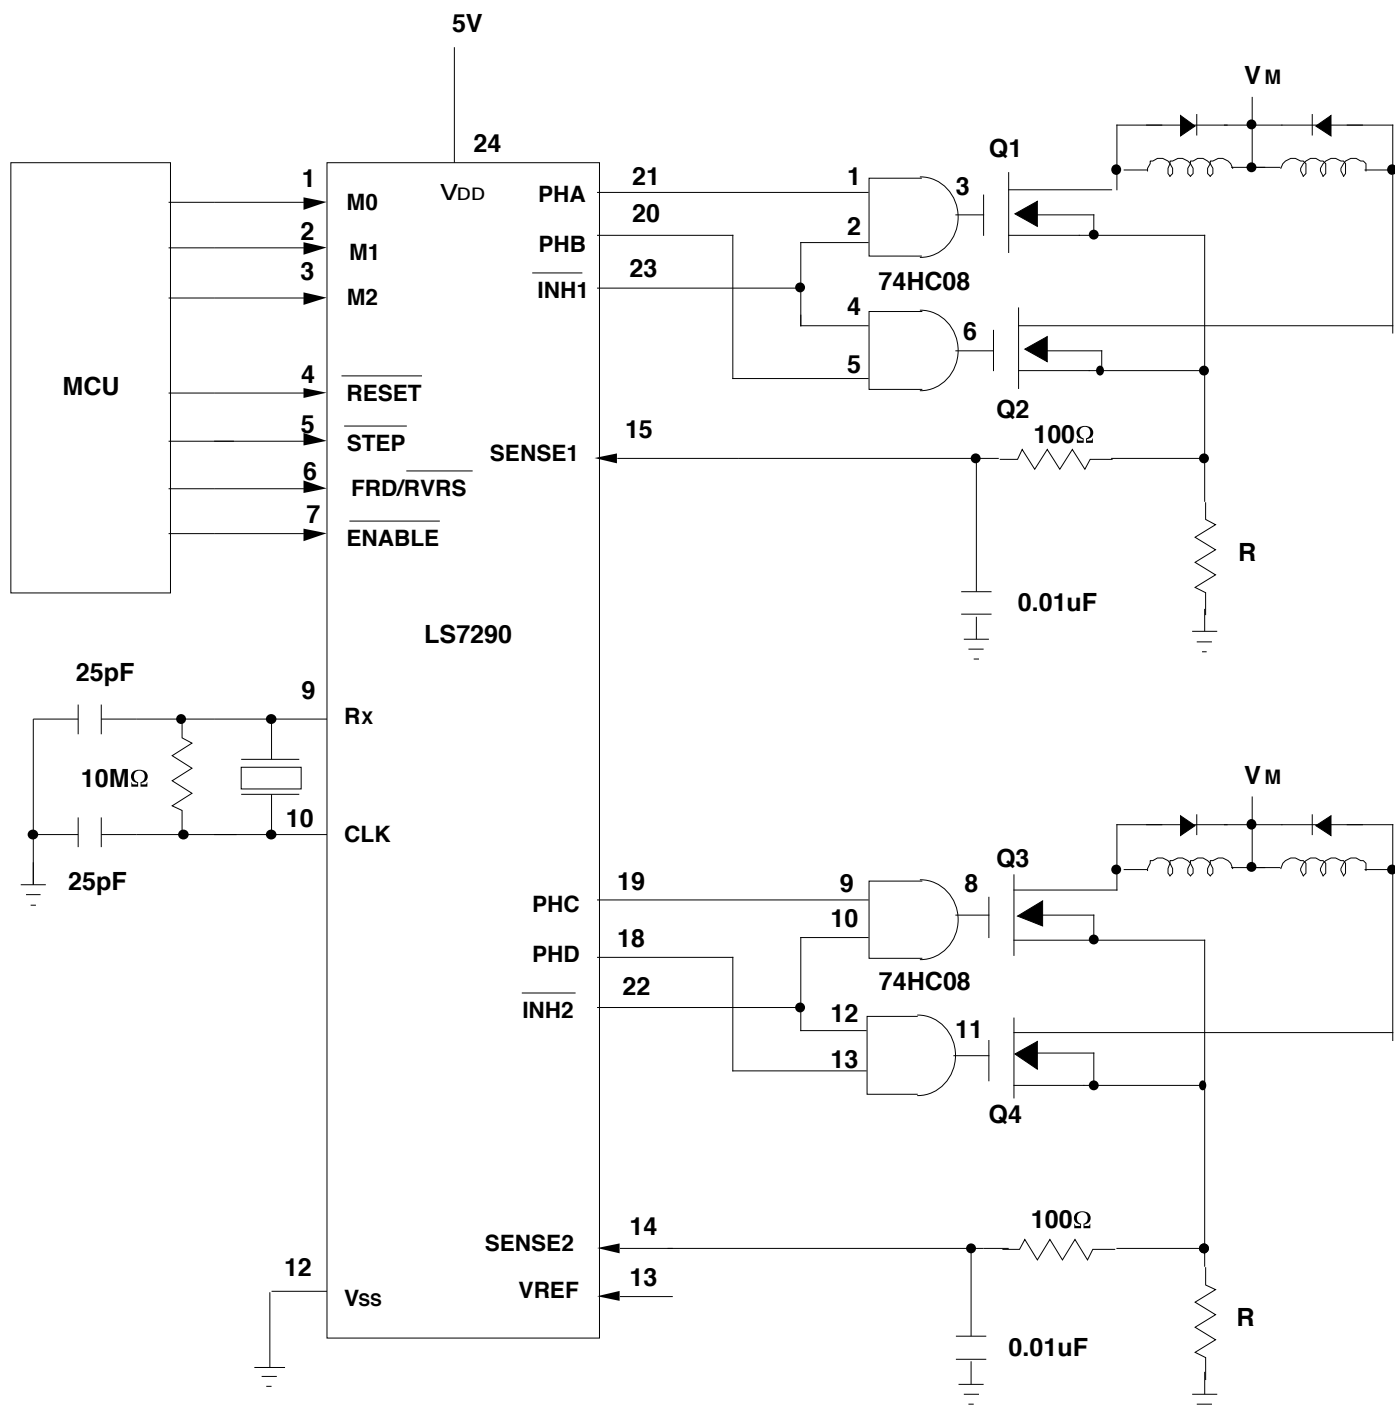 5V
VM
24
Q1
1
M0
VDD
PHA
21
1
3
2
M1
PHB
20
2
3
M2
INH1
23
74HC08
4
6
MCU
4
RESET
5
Q2
5
STEP
SENSE1
15
100Ω
6
FRD/RVRS
7
ENABLE
R
0.01uF
LS7290
25pF
9
Rx
10MΩ
VM
10
CLK
25pF
Q3
PHC
19
9
8
10
PHD
18
74HC08
INH2
22
12
11
13
Q4
SENSE2
14
100Ω
12
VREF
13
VSS
R
0.01uF